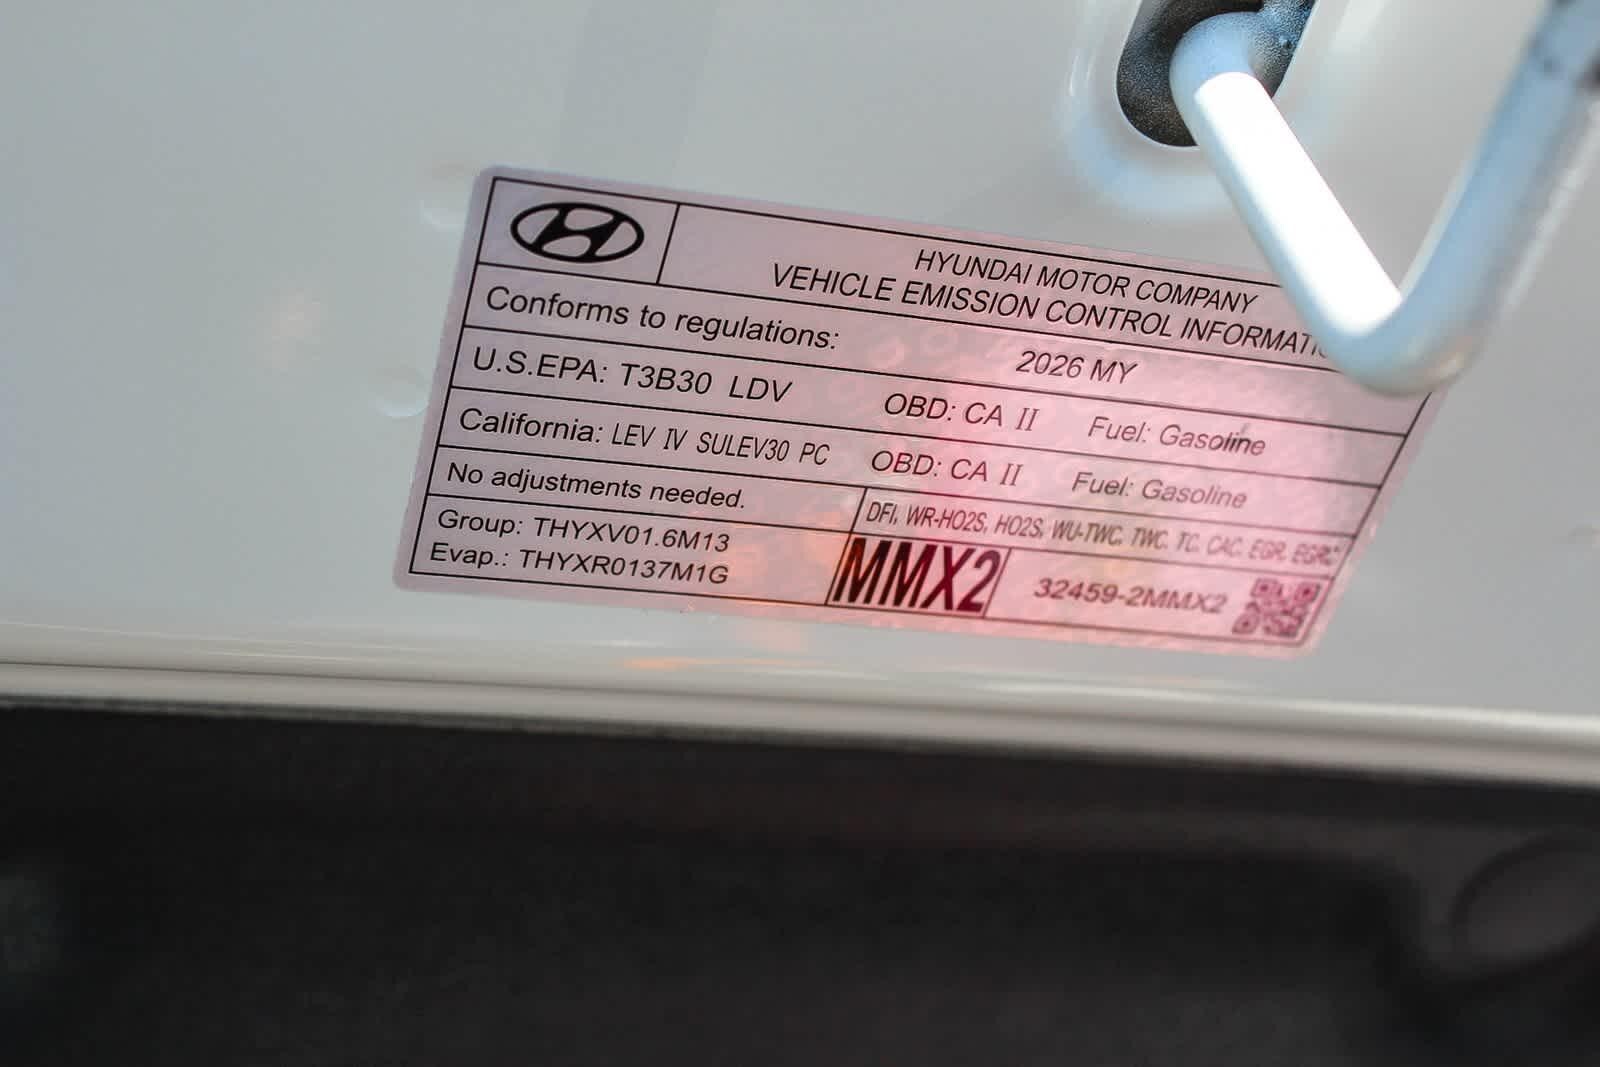 HYUNDAI MOTOR COMPANY
VEHICLE EMISSION CONTROL
Conforms to regulations: 2026 MY
U.S.EPA: T3B30 LDV OBD: CA II Fuel: Gasoline
California: LEV IV SULEV30 PC OBD: CA II Fuel: Gasoline
No adjustments needed.
DFI, WR-HO2S, HO2S, WU-TWC, TWC, TC, CAC, EGR, EGRC
Group: THYXV01.6M13
Evap.: THYXR0137M1G
MMX2
32459-2MMX2